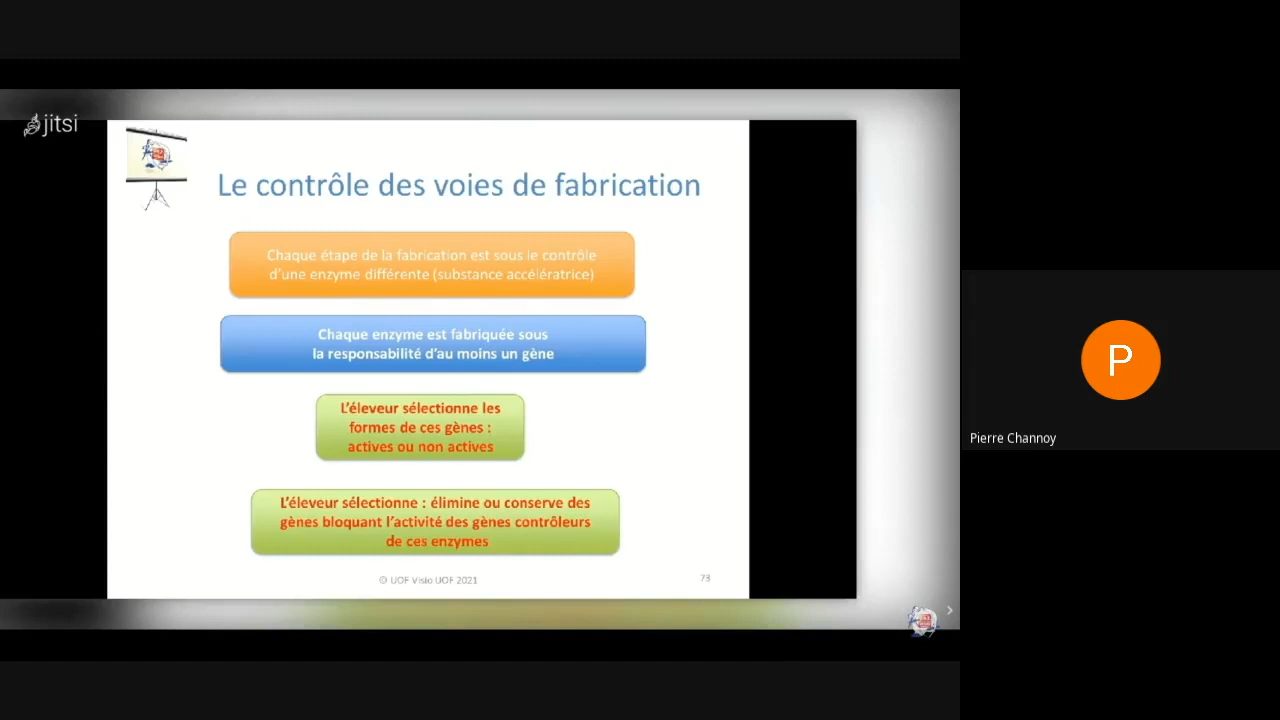 jitsi
Le contrôle des voies de fabrication
Chaque étape de la fabrication est sous le contrôle
d'une enzyme différente (substance accélératrice)
Chaque enzyme est fabriquée sous
la responsabilité d'au moins un gène
L'éleveur sélectionne les
formes de ces gènes :
actives ou non actives
L'éleveur sélectionne : élimine ou conserve des
gènes bloquant l'activité des gènes contrôleurs
de ces enzymes
© UOF Visio UOF 2021
73
P
Pierre Channoy